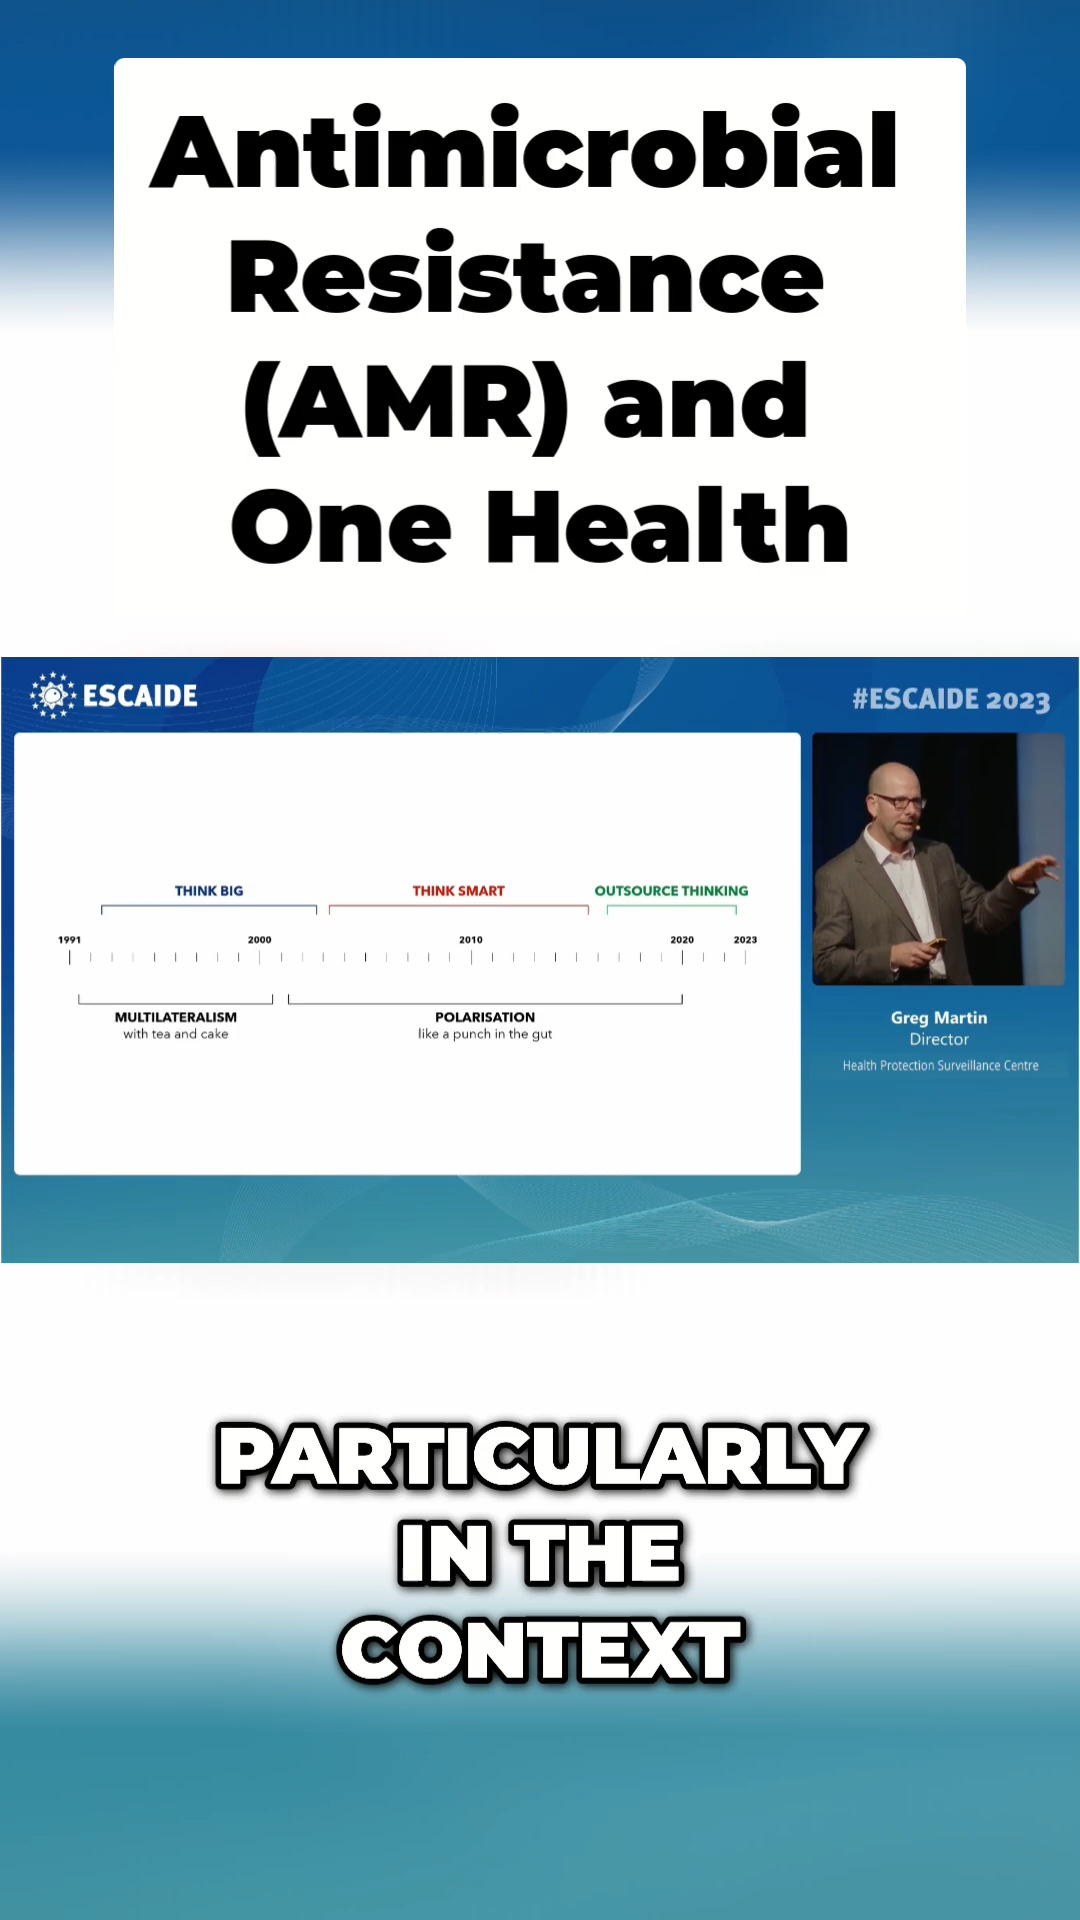 Antimicrobial
Resistance
(AMR) and
One Health
ESCAIDE
#ESCAIDE 2023
THINK BIG
THINK SMART
OUTSOURCE THINKING
1991
2000
2010
2020
2023
MULTILATERALISM
with tea and cake
POLARISATION
like a punch in the gut
Greg Martin
Director
Health Protection Surveillance Centre
PARTICULARLY
IN THE
CONTEXT